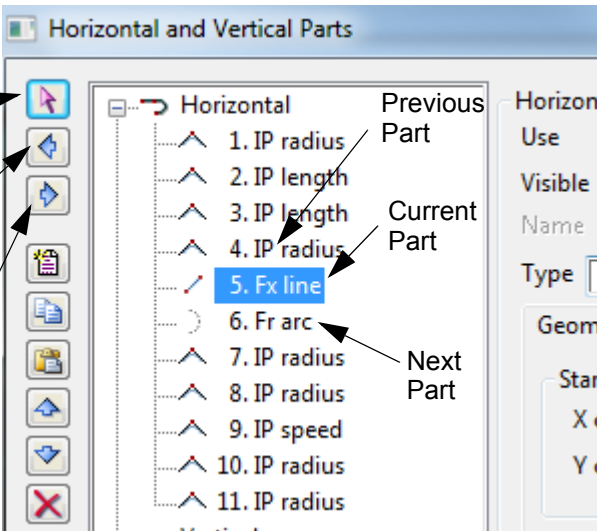 Horizontal and Vertical Parts
Horizontal
1. IP radius
2. IP length
3. IP length
4. IP radius
5. Fx line
6. Fr arc
7. IP radius
8. IP radius
9. IP speed
10. IP radius
11. IP radius
Previous
Part
Current
Part
Next
Part
Horizon
Use
Visible
Name
Type
Geom
Star
X
Y